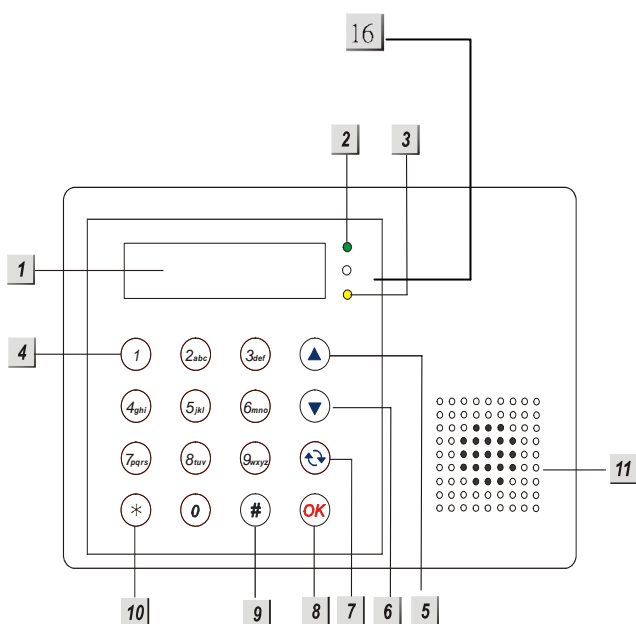 16
2 3
1
4 1 2abc 3def
4ghi 5jkl 6mno
7pqrs 8tuv 9wxyz
11
* 0 # OK
10 9 8 7 6 5